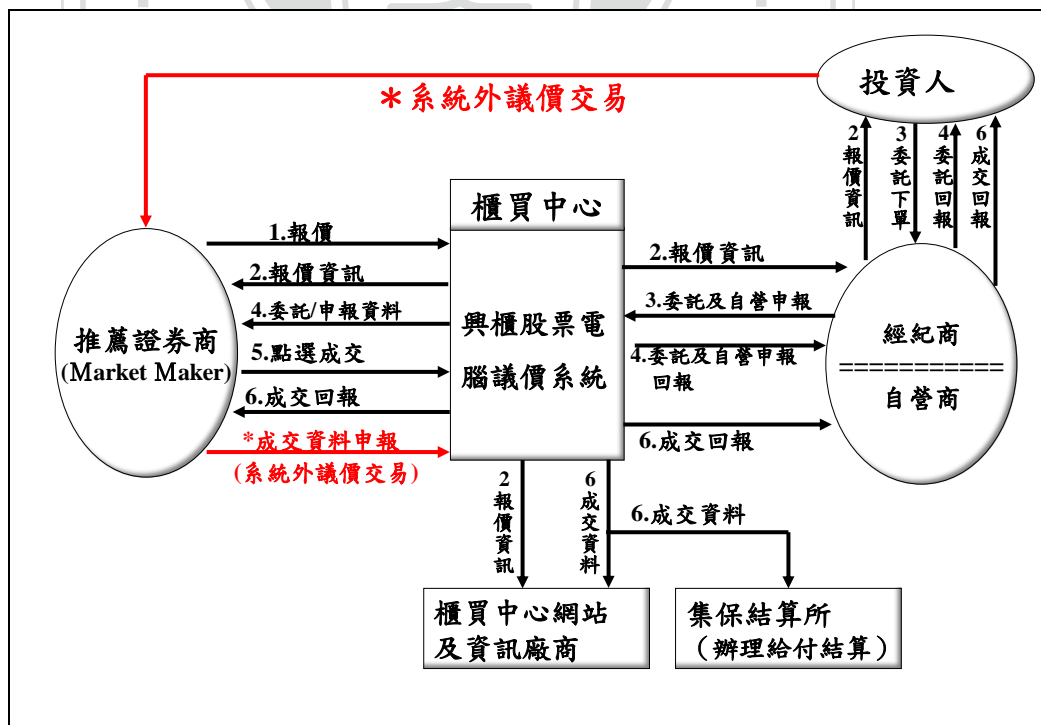 投資人
＊系統外議價交易
2報價資訊
3委託下單
4委託回報
6成交回報
櫃買中心
興櫃股票電
腦議價系統
1.報價
2.報價資訊
4.委託/申報資料
5.點選成交
6.成交回報
*成交資料申報
(系統外議價交易)
推薦證券商
(Market Maker)
2.報價資訊
3.委託及自營申報
4.委託及自營申報
回報
6.成交回報
經紀商
==========
自營商
2報價資訊
6成交資料
6.成交資料
櫃買中心網站
及資訊廠商
集保結算所
（辦理給付結算）